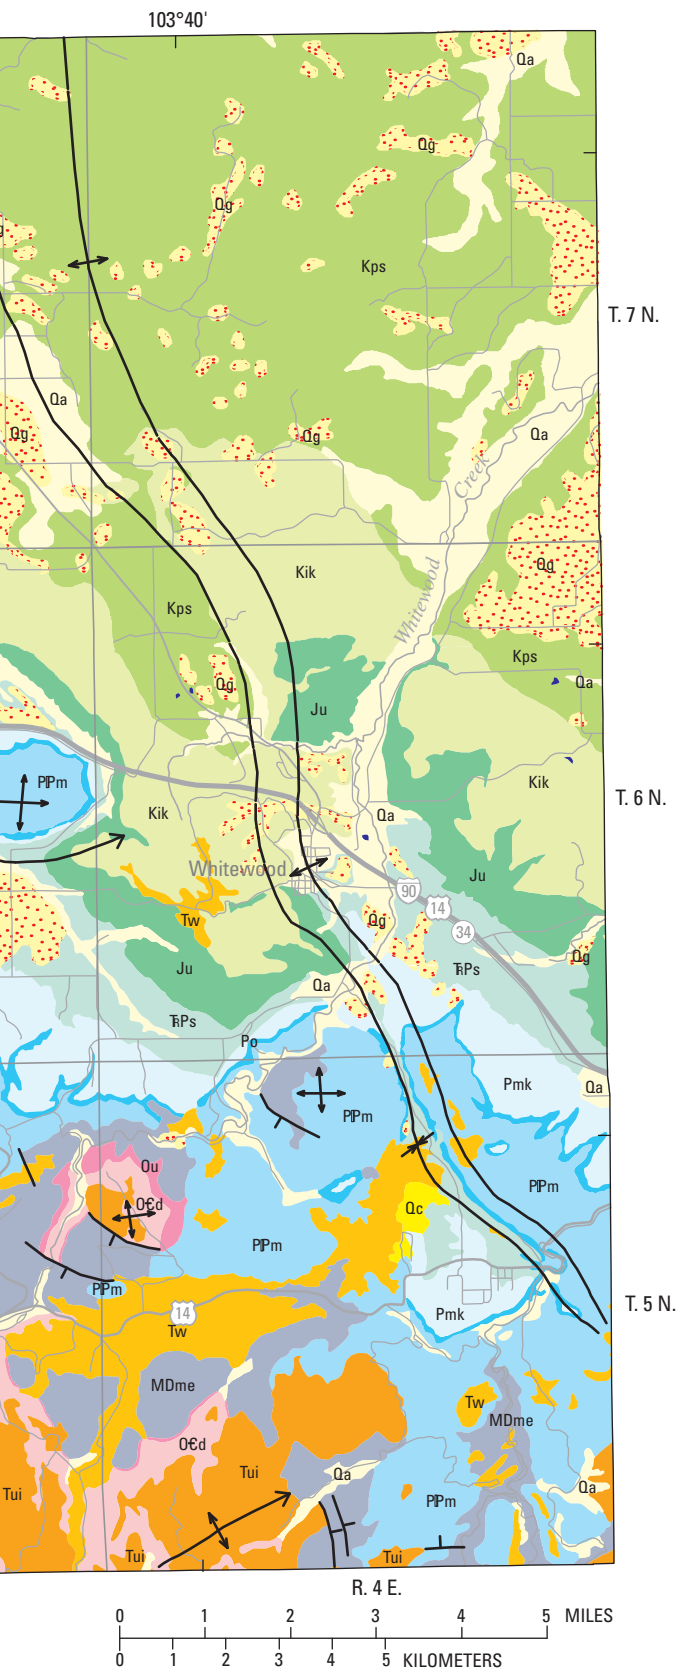 103°40'
Qa
Qg
Qg
Kps
T. 7 N.
Qa
Qa
Qg
Qg
Creek
Qg
Kik
Whitewood
Kps
Kps
Qg
Qa
Ju
PIPm
Kik
T. 6 N.
Kik
Qa
Whitewood
Ju
90
14
Tw
Qg
34
Qg
Ju
TRPs
Qa
TRPs
Po
Pmk
Qa
PIPm
Ou
PIPm
OЄd
Qc
PIPm
PIPm
T. 5 N.
14
Pmk
Tw
MDme
Tw
MDme
OЄd
Tui
Qa
Qa
Tui
PIPm
Tui
Tui
R. 4 E.
0 1 2 3 4 5 MILES
0 1 2 3 4 5 KILOMETERS